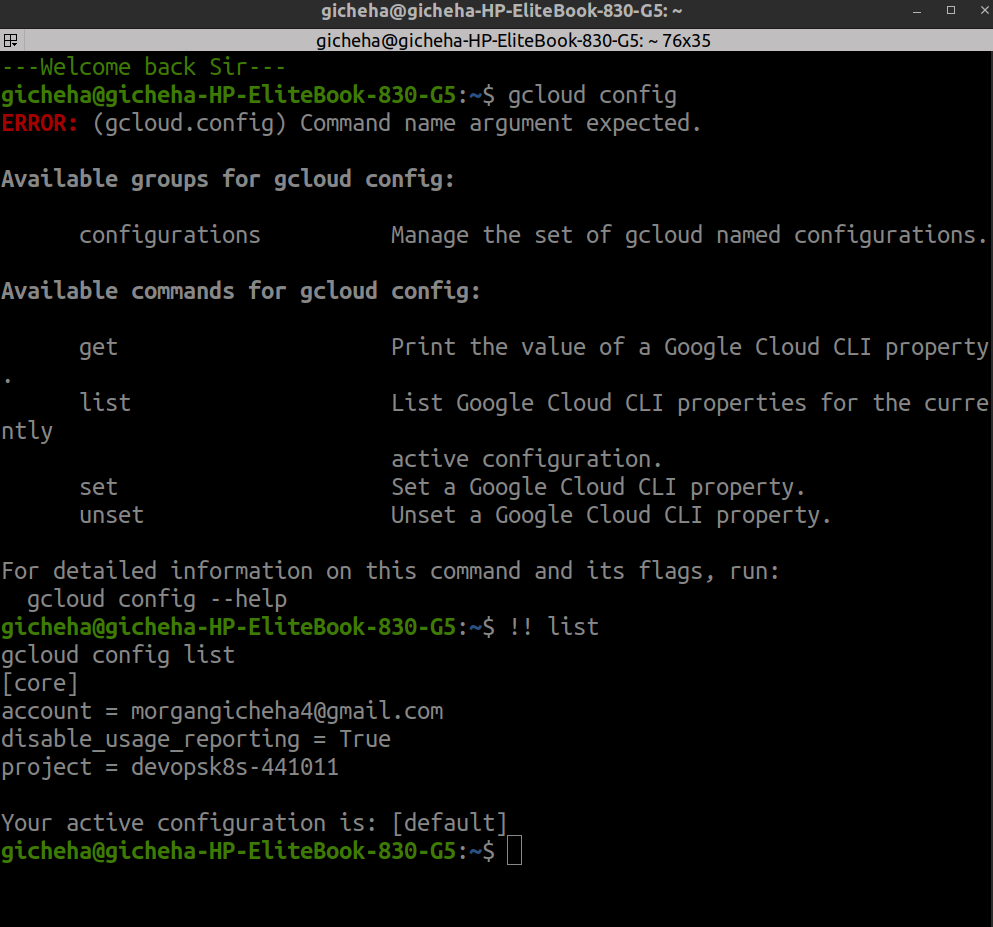 gicheha@gicheha-HP-EliteBook-830-G5: ~
gicheha@gicheha-HP-EliteBook-830-G5: ~ 76x35
---Welcome back Sir---
gicheha@gicheha-HP-EliteBook-830-G5:~$ gcloud config
ERROR: (gcloud.config) Command name argument expected.
Available groups for gcloud config:
configurations Manage the set of gcloud named configurations.
Available commands for gcloud config:
get Print the value of a Google Cloud CLI property
.
list List Google Cloud CLI properties for the curre
ntly
active configuration.
set Set a Google Cloud CLI property.
unset Unset a Google Cloud CLI property.
For detailed information on this command and its flags, run:
gcloud config --help
gicheha@gicheha-HP-EliteBook-830-G5:~$ !! list
gcloud config list
[core]
account = morgangicheha4@gmail.com
disable_usage_reporting = True
project = devopsk8s-441011
Your active configuration is: [default]
gicheha@gicheha-HP-EliteBook-830-G5:~$